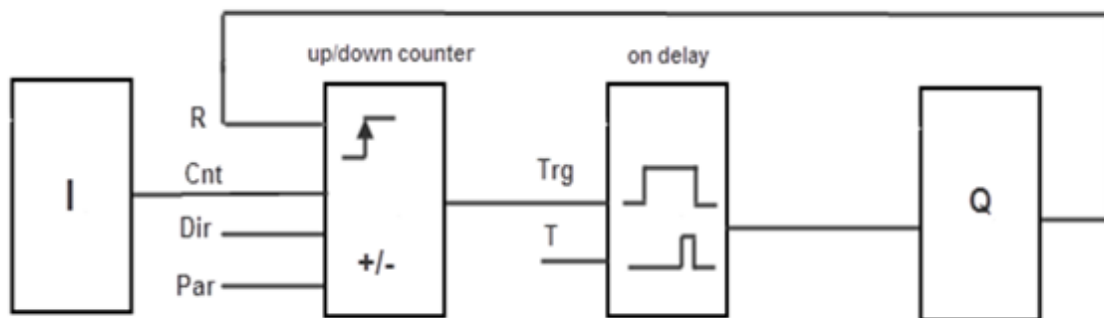 up/down counter
on delay
R
I
Cnt
Trg
Q
Dir
T
+/-
Par